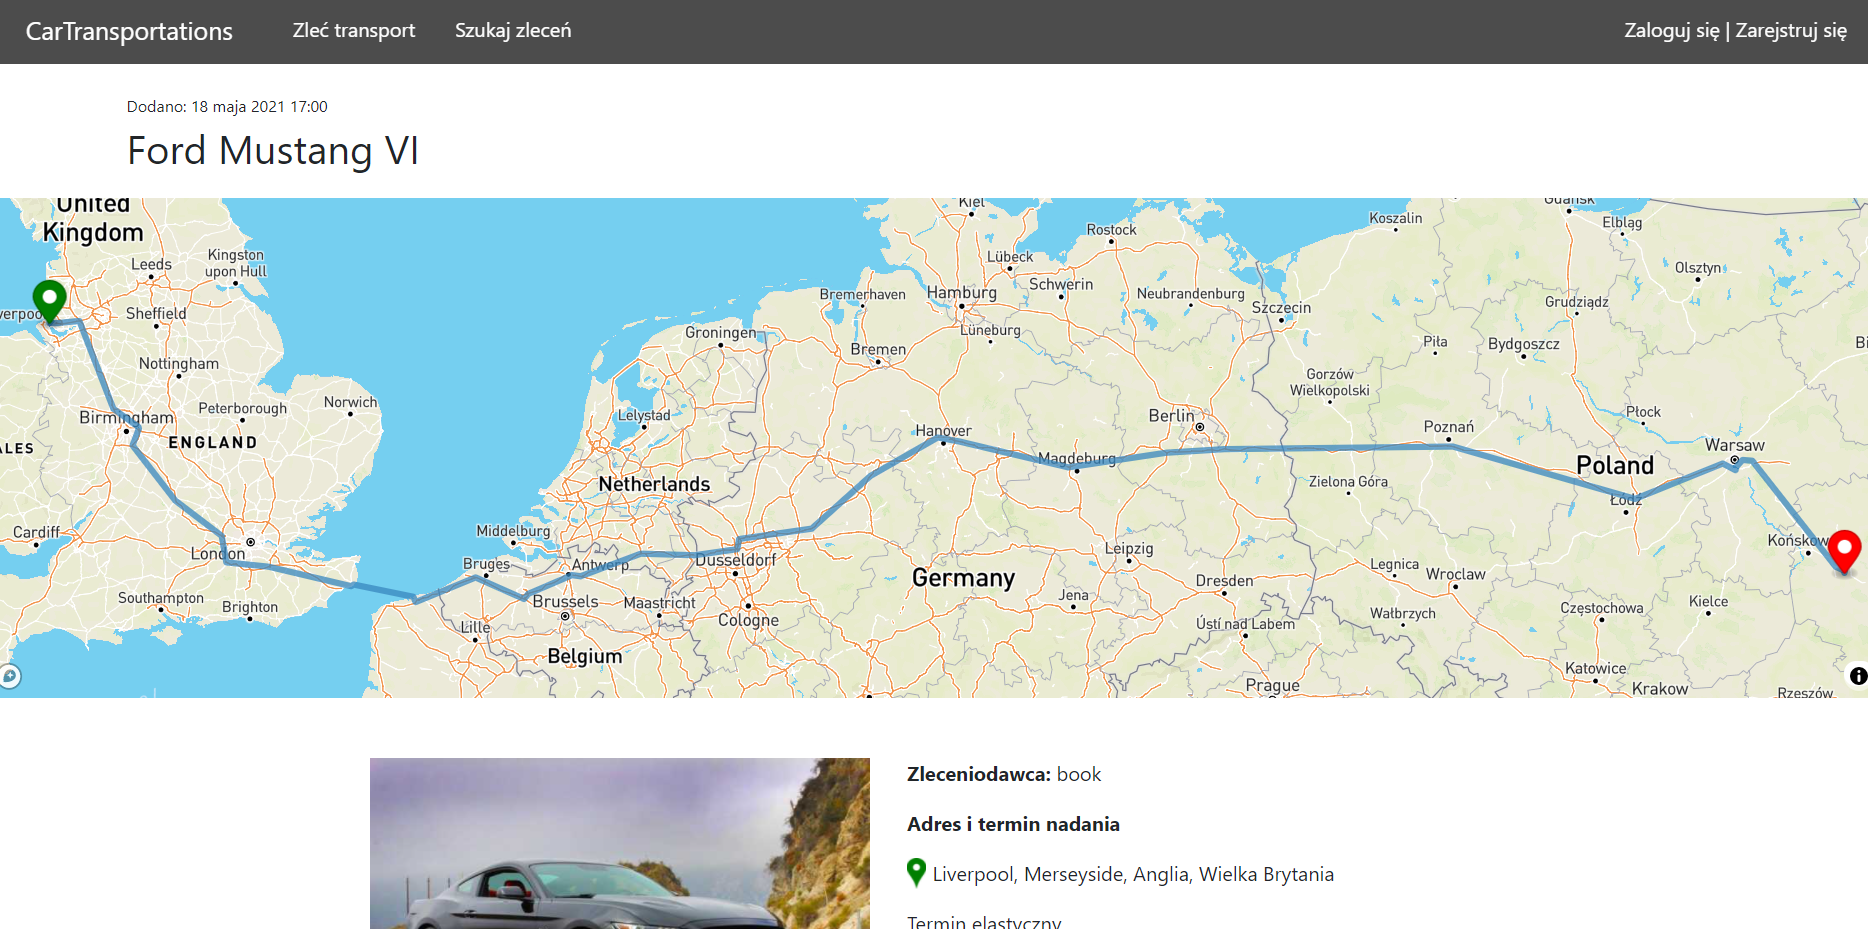 CarTransportations
Zleć transport
Szukaj zleceń
Zaloguj się | Zarejstruj się
Dodano: 18 maja 2021 17:00
Ford Mustang VI
United
Kingdom
Leeds
Kingston
upon Hull
Sheffield
Nottingham
Birmingham
Peterborough
Norwich
ENGLAND
Cardiff
London
Southampton
Brighton
Kiel
Rostock
Lübeck
Schwerin
Bremerhaven
Hamburg
Neubrandenburg
Szczecin
Koszalin
Gdańsk
Elbląg
Olsztyn
Grudziądz
Groningen
Lüneburg
Bremen
Piła
Bydgoszcz
Gorzów
Wielkopolski
Lelystad
Berlin
Płock
Hanover
Poznań
Warsaw
Magdeburg
Poland
Netherlands
Zielona Góra
Łódź
Middelburg
Końskow
Bruges
Antwerp
Dusseldorf
Leipzig
Legnica
Wroclaw
Germany
Dresden
Brussels
Maastricht
Jena
Częstochowa
Kielce
Cologne
Wałbrzych
Lille
Ústí nad Labem
Belgium
Katowice
Prague
Krakow
Rzeszów
Zleceniodawca: book
Adres i termin nadania
Liverpool, Merseyside, Anglia, Wielka Brytania
Termin elastyczny